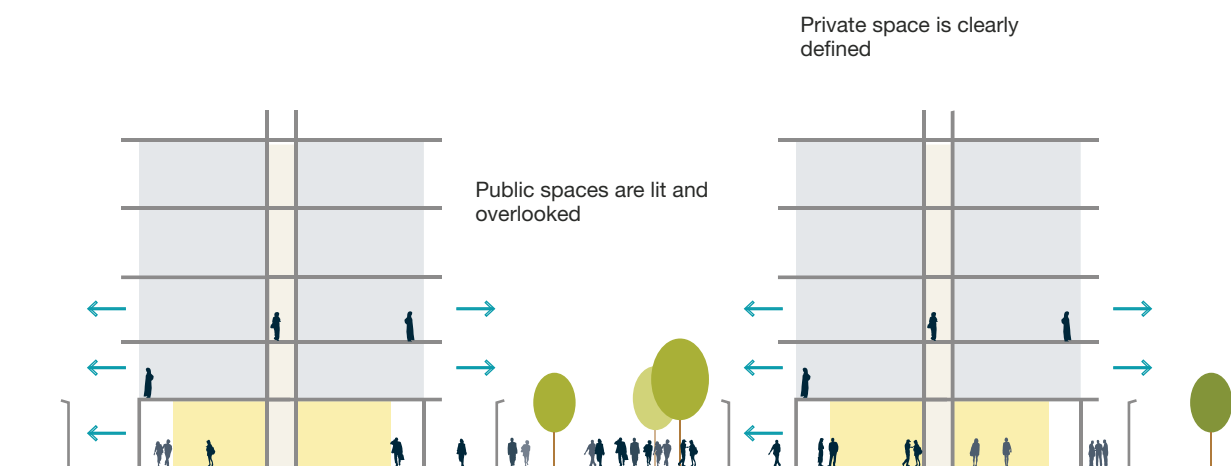 Private space is clearly
defined
Public spaces are lit and
overlooked